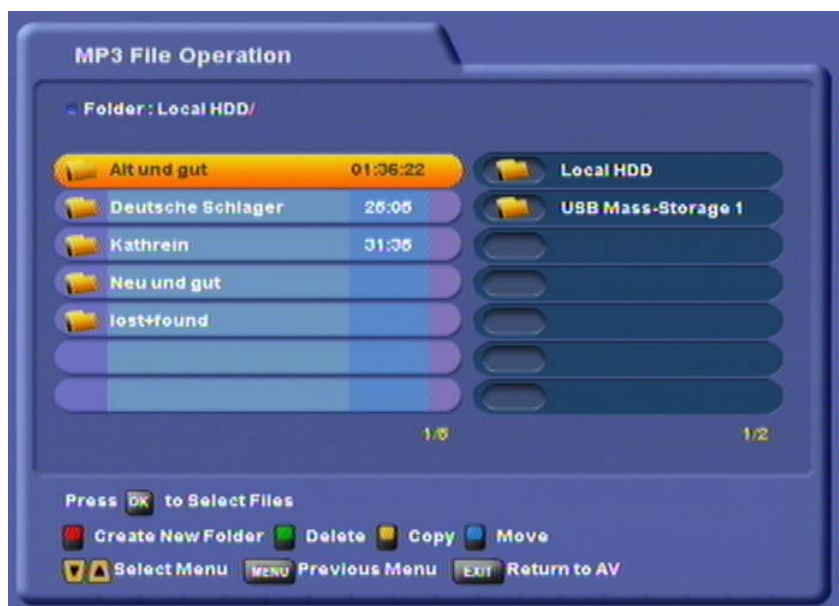 MP3 File Operation
Folder : Local HDD/
Alt und gut 01:36:22
Local HDD
Deutsche Schlager 26:06
USB Mass-Storage 1
Kathrein 31:36
Neu und gut
lost+found
1/5
1/2
Press OK to Select Files
Create New Folder Delete Copy Move
Select Menu MENU Previous Menu EXIT Return to AV